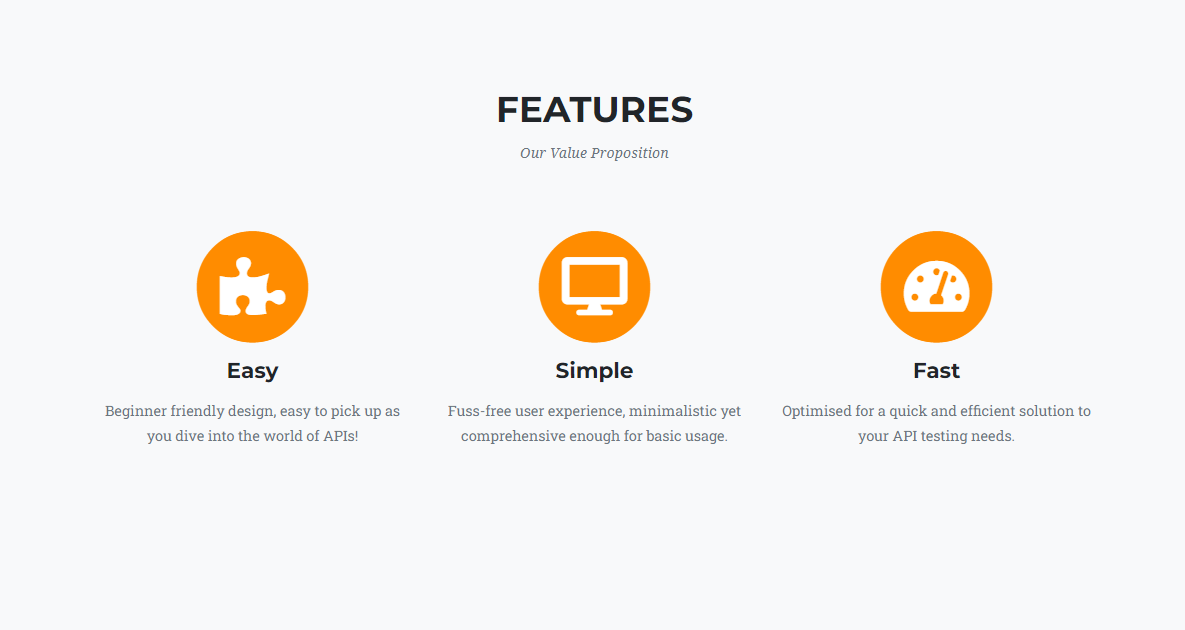 FEATURES
Our Value Proposition
Easy
Beginner friendly design, easy to pick up as
you dive into the world of APIs!
Simple
Fuss-free user experience, minimalistic yet
comprehensive enough for basic usage.
Fast
Optimised for a quick and efficient solution to
your API testing needs.